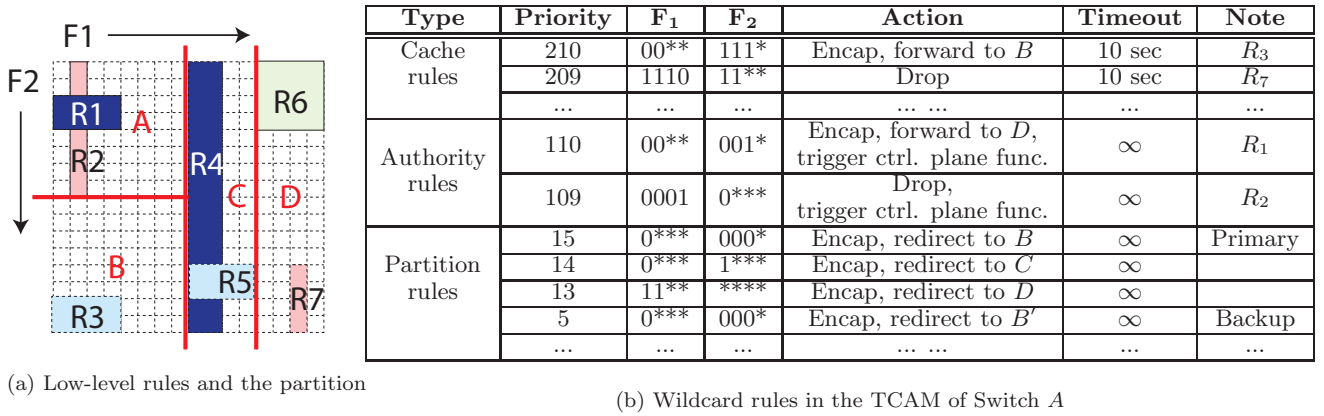 F1
F2
R1
A
R2
R4
R6
C
D
B
R5
R7
R3
(a) Low-level rules and the partition
Type Priority F₁ F₂ Action Timeout Note
Cache rules 210 00** 111* Encap, forward to B 10 sec R₃
209 1110 11** Drop 10 sec R₇
... ... ... ... ... ... ...
Authority rules 110 00** 001* Encap, forward to D, ∞ R₁
trigger ctrl. plane func.
109 0001 0*** Drop, ∞ R₂
trigger ctrl. plane func.
Partition rules 15 0*** 000* Encap, redirect to B ∞ Primary
14 0*** 1*** Encap, redirect to C ∞
13 11** **** Encap, redirect to D ∞
5 0*** 000* Encap, redirect to B′ ∞ Backup
... ... ... ... ... ... ...
(b) Wildcard rules in the TCAM of Switch A